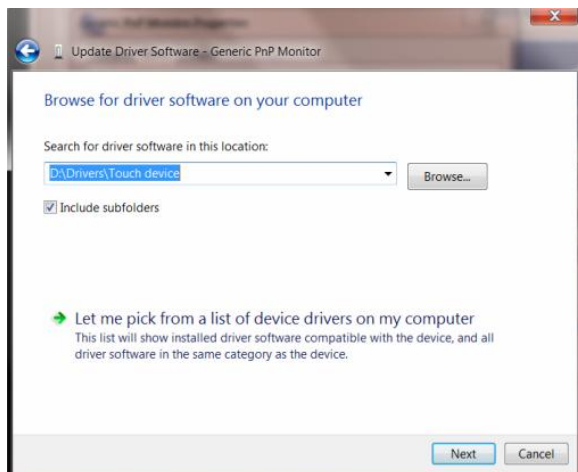 Update Driver Software - Generic PnP Monitor
Browse for driver software on your computer
Search for driver software in this location:
D:\Drivers\Touch device
Browse...
Include subfolders
Let me pick from a list of device drivers on my computer
This list will show installed driver software compatible with the device, and all
driver software in the same category as the device.
Next
Cancel